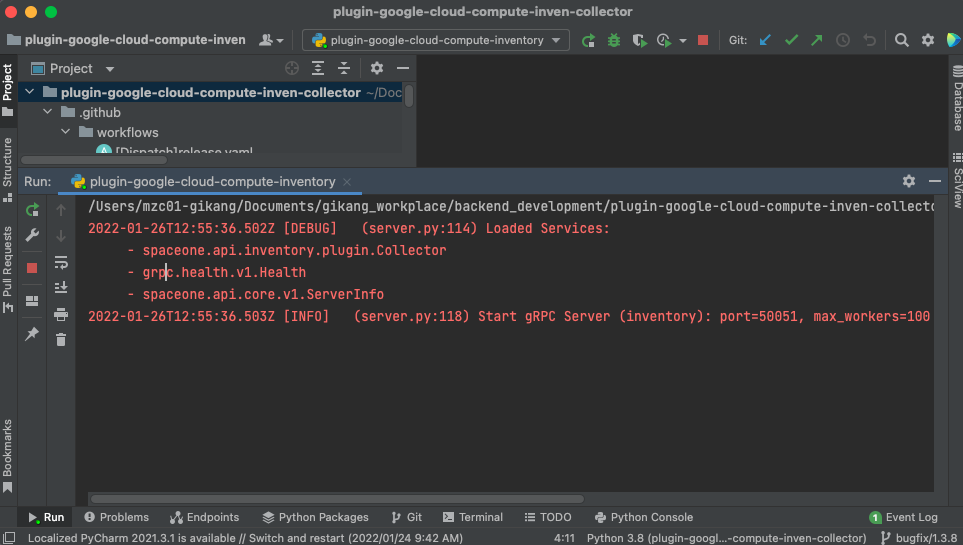 plugin-google-cloud-compute-inven-collector
plugin-google-cloud-compute-inven
plugin-google-cloud-compute-inventory
Git:
Project
Project
plugin-google-cloud-compute-inven-collector ~/Doc
.github
workflows
[Dispatch]release.yaml
Structure
Pull Requests
Bookmarks
Database
SciView
Run:
plugin-google-cloud-compute-inventory
/Users/mzc01-gikang/Documents/gikang_workplace/backend_development/plugin-google-cloud-compute-inven-collecto
2022-01-26T12:55:36.502Z [DEBUG] (server.py:114) Loaded Services:
- spaceone.api.inventory.plugin.Collector
- grpc.health.v1.Health
- spaceone.api.core.v1.ServerInfo
2022-01-26T12:55:36.503Z [INFO] (server.py:118) Start gRPC Server (inventory): port=50051, max_workers=100
Run
Problems
Endpoints
Python Packages
Git
Terminal
TODO
Python Console
1 Event Log
Localized PyCharm 2021.3.1 is available // Switch and restart (2022/01/24 9:42 AM)
4:11
Python 3.8 (plugin-googl...-compute-inven-collector)
bugfix/1.3.8